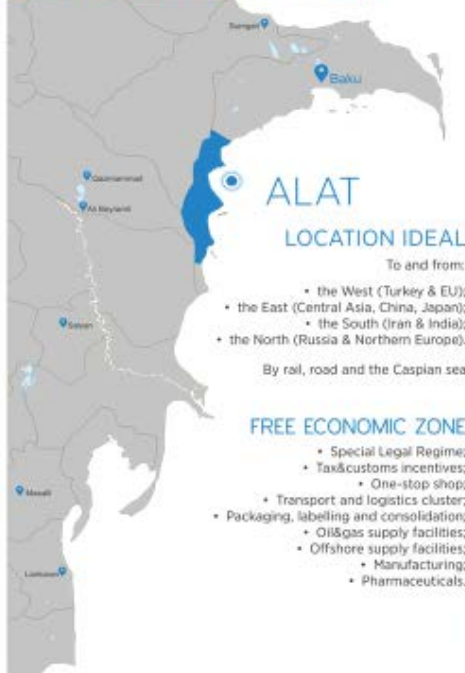 Sumgait
Baku
Qazimammad
Ali Bayramli
ALAT
LOCATION IDEAL
To and from:
• the West (Turkey & EU);
• the East (Central Asia, China, Japan);
• the South (Iran & India);
• the North (Russia & Northern Europe).
By rail, road and the Caspian sea
Salyan
FREE ECONOMIC ZONE
• Special Legal Regime;
• Tax&customs incentives;
• One-stop shop;
• Transport and logistics cluster;
• Packaging, labelling and consolidation;
• Oil&gas supply facilities;
• Offshore supply facilities;
• Manufacturing;
• Pharmaceuticals.
Masalli